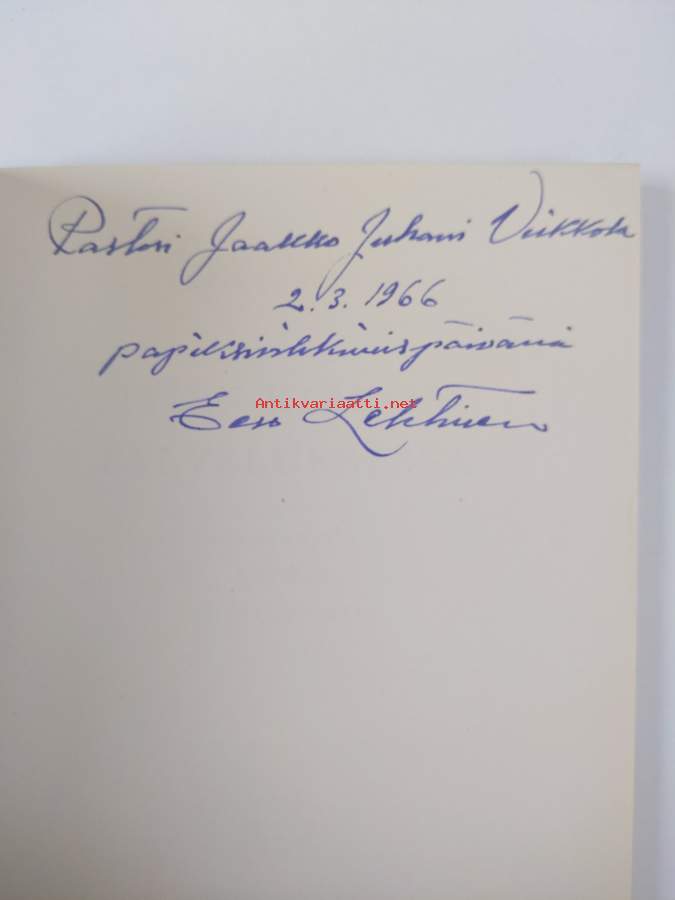 Pastori Jaakko Juhani Viikkola
2.3.1966
papiksivihkimispäivänä
Antikvariaatti.net
Eero Lehtinen